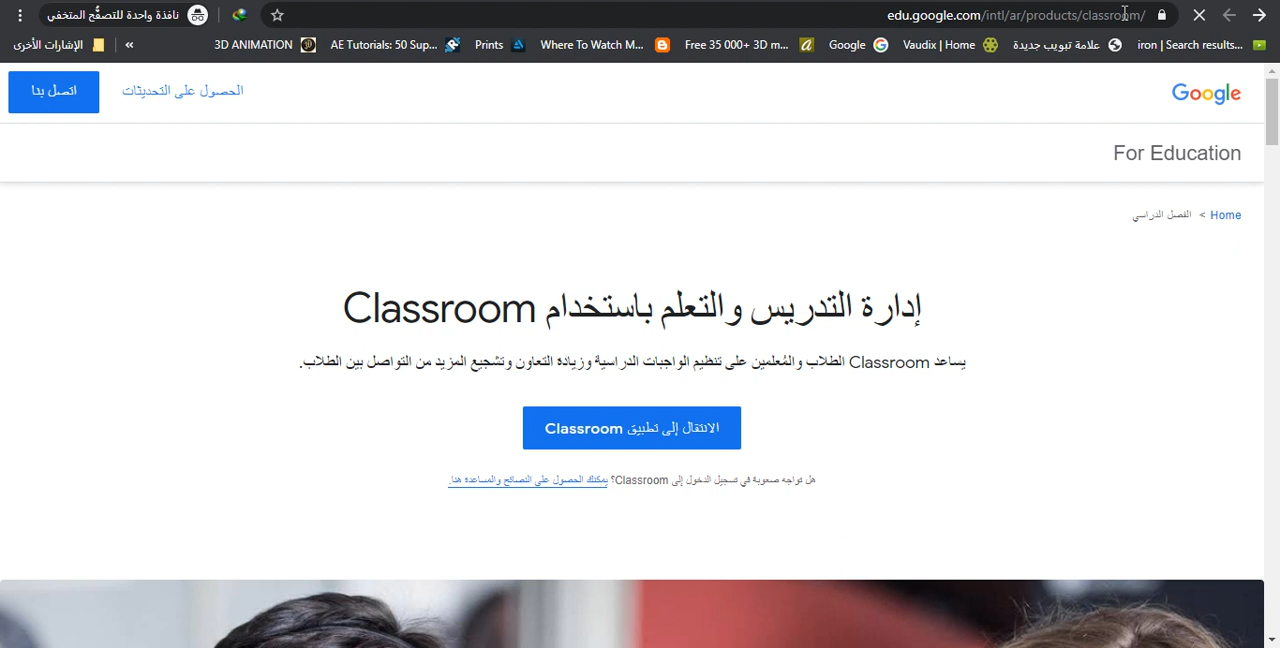 edu.google.com/intl/ar/products/classroom/
نافذة واحدة للتصفّح المتخفي
iron | Search results...
علامة تبويب جديدة
Vaudix | Home
Google
Free 35 000+ 3D m...
Where To Watch M...
Prints
AE Tutorials: 50 Sup...
3D ANIMATION
»
الإشارات الأخرى
Google
الحصول على التحديثات
اتصل بنا
For Education
Home > الفصل الدراسي
إدارة التدريس والتعلم باستخدام Classroom
يساعد Classroom الطلاب والمُعلمين على تنظيم الواجبات الدراسية وزيادة التعاون وتشجيع المزيد من التواصل بين الطلاب.
الانتقال إلى تطبيق Classroom
هل تواجه صعوبة في تسجيل الدخول إلى Classroom؟ يمكنك الحصول على النصائح والمساعدة هنا.